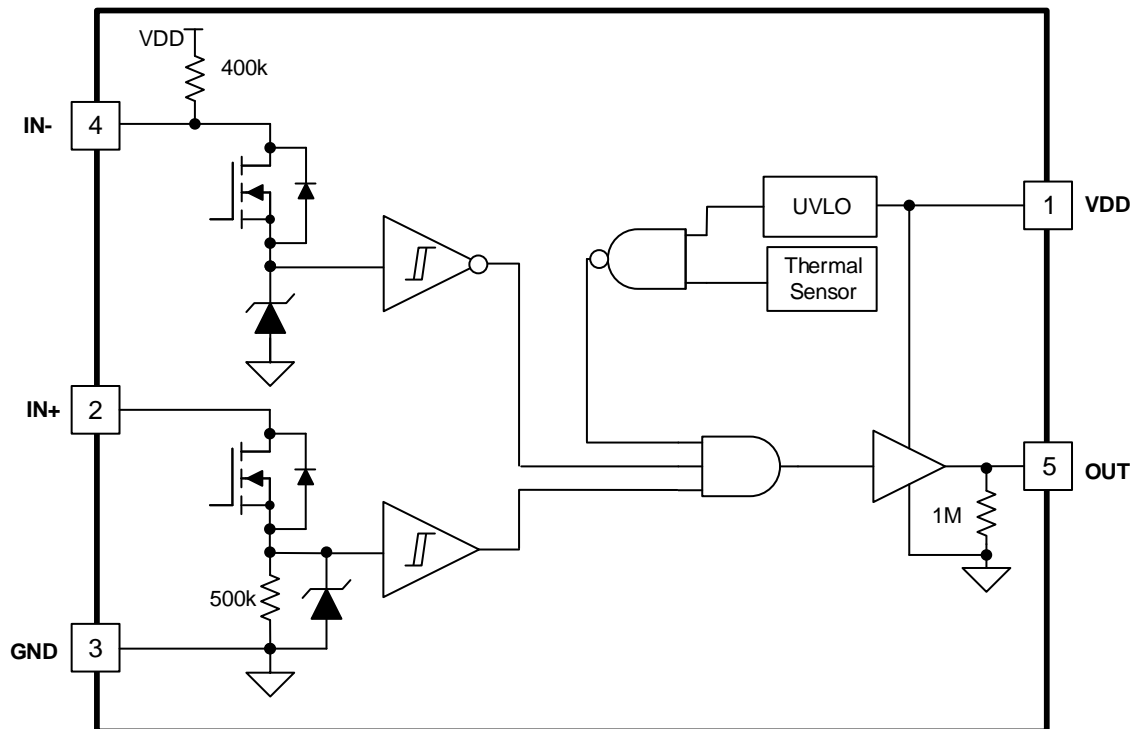 VDD
400k
IN-
4
UVLO
1
VDD
Thermal
Sensor
IN+
2
5
OUT
1M
500k
GND
3